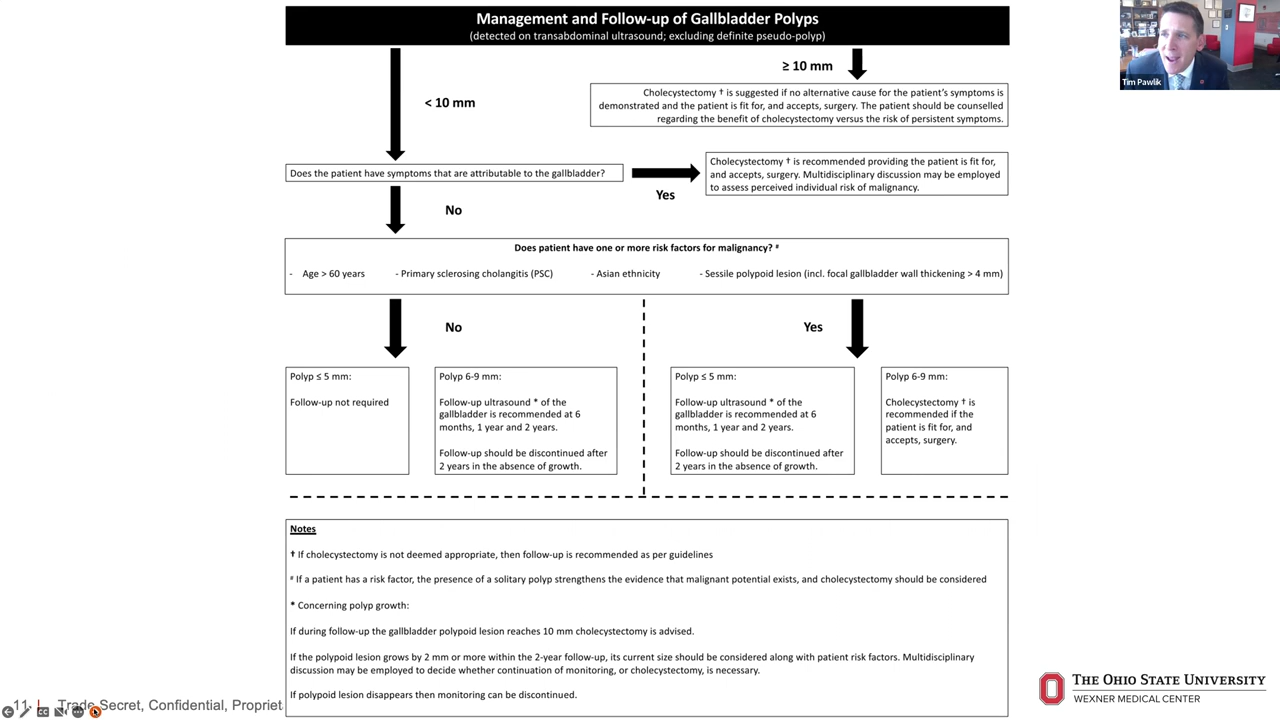 Management and Follow-up of Gallbladder Polyps
(detected on transabdominal ultrasound; excluding definite pseudo-polyp)
Tim Pawlik
≥ 10 mm
< 10 mm
Cholecystectomy † is suggested if no alternative cause for the patient's symptoms is
demonstrated and the patient is fit for, and accepts, surgery. The patient should be counselled
regarding the benefit of cholecystectomy versus the risk of persistent symptoms.
Does the patient have symptoms that are attributable to the gallbladder?
Yes
Cholecystectomy † is recommended providing the patient is fit for,
and accepts, surgery. Multidisciplinary discussion may be employed
to assess perceived individual risk of malignancy.
No
Does patient have one or more risk factors for malignancy? #
- Age > 60 years - Primary sclerosing cholangitis (PSC) - Asian ethnicity - Sessile polypoid lesion (incl. focal gallbladder wall thickening > 4 mm)
No
Yes
Polyp ≤ 5 mm:
Follow-up not required
Polyp 6-9 mm:
Follow-up ultrasound * of the
gallbladder is recommended at 6
months, 1 year and 2 years.
Follow-up should be discontinued after
2 years in the absence of growth.
Polyp ≤ 5 mm:
Follow-up ultrasound * of the
gallbladder is recommended at 6
months, 1 year and 2 years.
Follow-up should be discontinued after
2 years in the absence of growth.
Polyp 6-9 mm:
Cholecystectomy † is
recommended if the
patient is fit for, and
accepts, surgery.
Notes
† If cholecystectomy is not deemed appropriate, then follow-up is recommended as per guidelines
# If a patient has a risk factor, the presence of a solitary polyp strengthens the evidence that malignant potential exists, and cholecystectomy should be considered
* Concerning polyp growth:
If during follow-up the gallbladder polypoid lesion reaches 10 mm cholecystectomy is advised.
If the polypoid lesion grows by 2 mm or more within the 2-year follow-up, its current size should be considered along with patient risk factors. Multidisciplinary
discussion may be employed to decide whether continuation of monitoring, or cholecystectomy, is necessary.
If polypoid lesion disappears then monitoring can be discontinued.
11 | Trade Secret, Confidential, Propriet
THE OHIO STATE UNIVERSITY
WEXNER MEDICAL CENTER